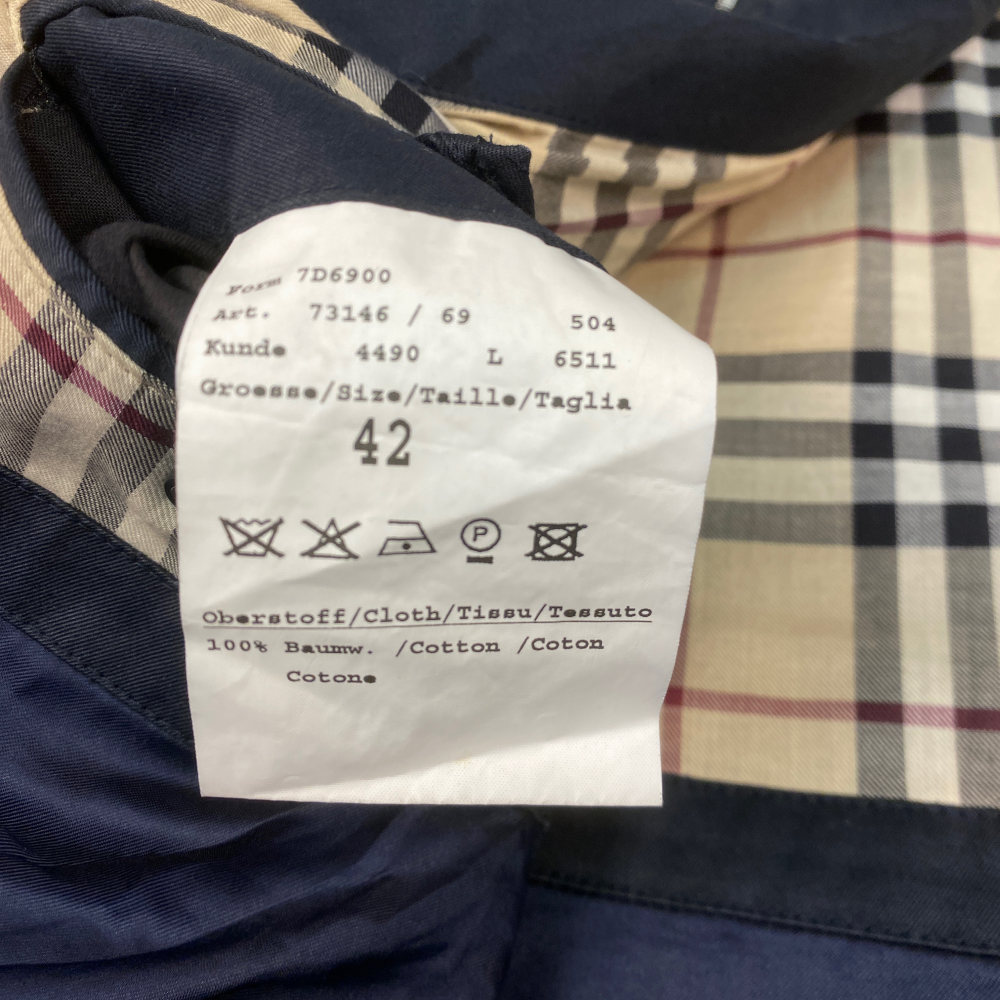 Form 7D6900
Art. 73146 / 69 504
Kunde 4490 L 6511
Groesse/Size/Taille/Taglia
42
P
Oberstoff/Cloth/Tissu/Tessuto
100% Baumw. /Cotton /Coton
Cotone